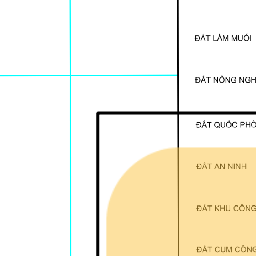 ĐẤT LÀM MUỐI
ĐẤT NÔNG NGH
ĐẤT QUỐC PHÒ
ĐẤT AN NINH
ĐẤT KHU CÔNG
ĐẤT CỤM CÔNG